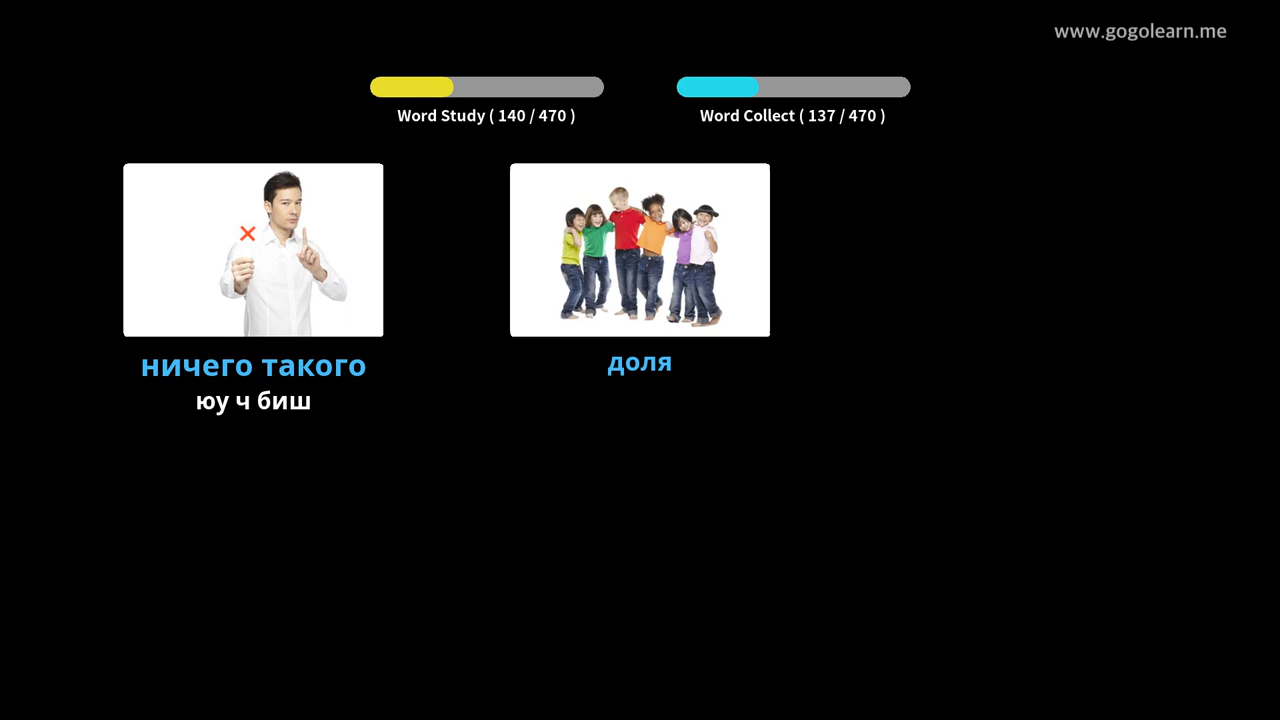 www.gogolearn.me
Word Study ( 140 / 470 )
Word Collect ( 137 / 470 )
ничего такого
юу ч биш
доля